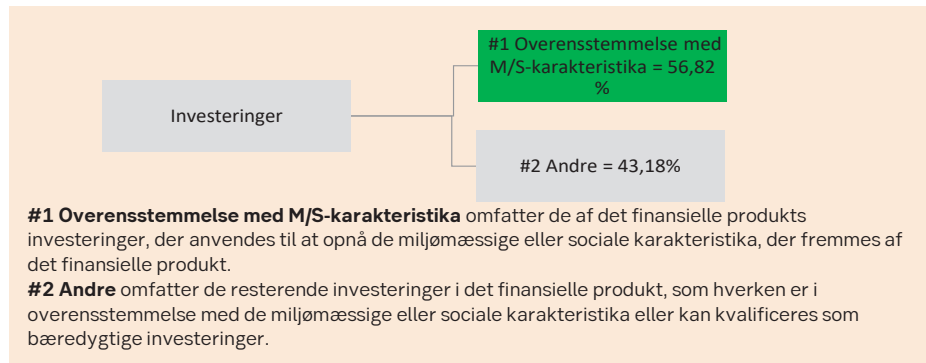 #1 Overensstemmelse med
M/S-karakteristika = 56,82
%
Investeringer
#2 Andre = 43,18%
#1 Overensstemmelse med M/S-karakteristika omfatter de af det finansielle produkts
investeringer, der anvendes til at opnå de miljømæssige eller sociale karakteristika, der fremmes af
det finansielle produkt.
#2 Andre omfatter de resterende investeringer i det finansielle produkt, som hverken er i
overensstemmelse med de miljømæssige eller sociale karakteristika eller kan kvalificeres som
bæredygtige investeringer.